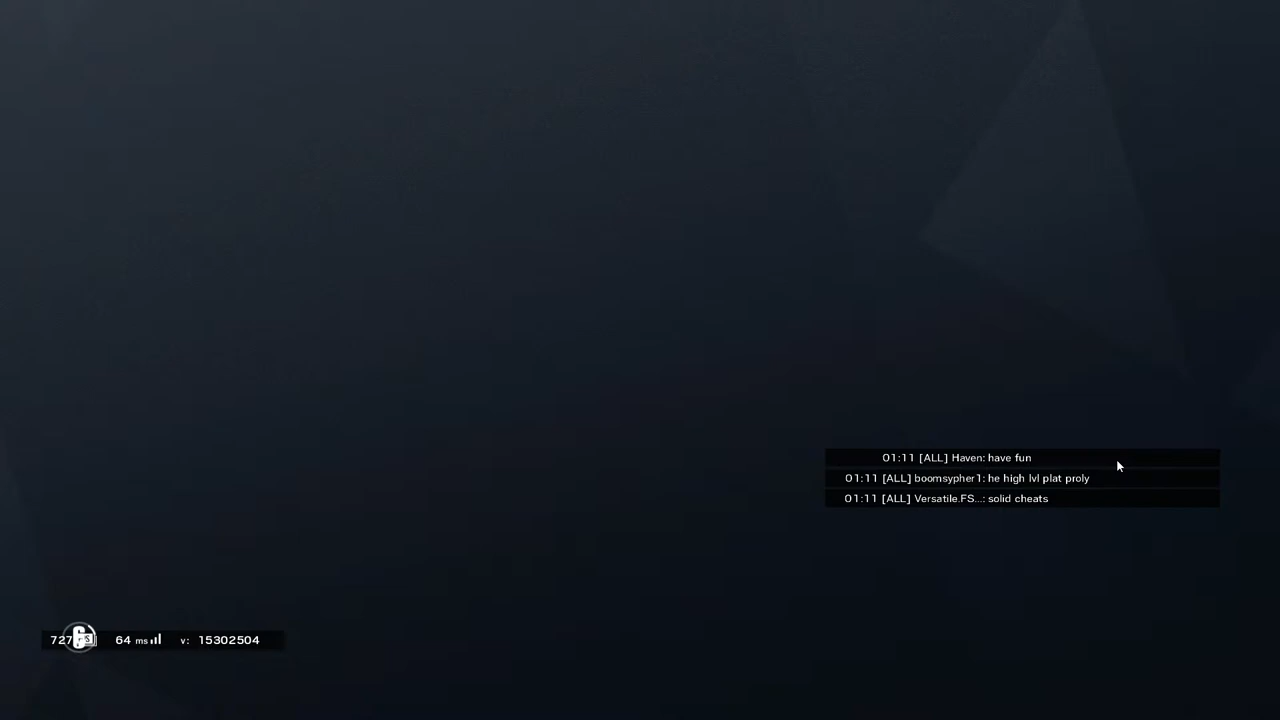 01:11 [ALL] Haven: have fun
01:11 [ALL] boomsypher1: he high lvl plat proly
01:11 [ALL] Versatile.FS...: solid cheats
727 64 ms v: 15302504